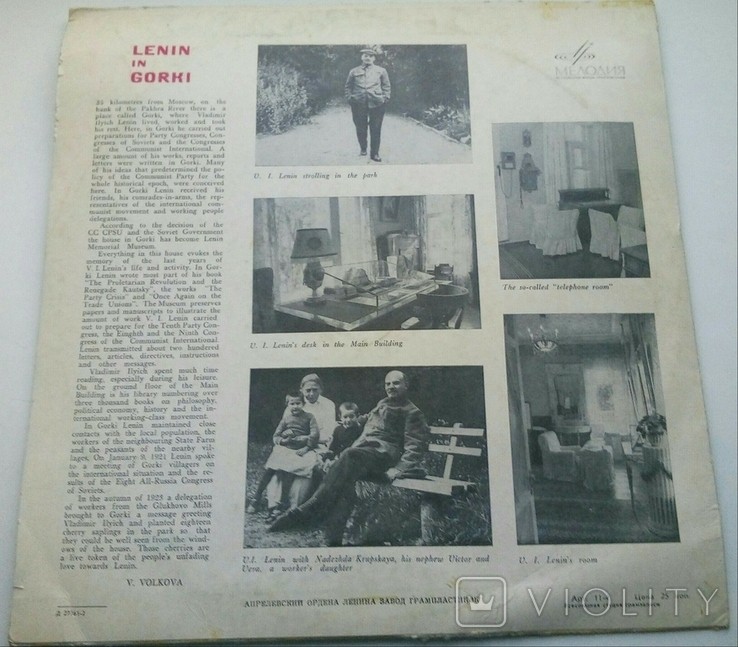 LENIN
IN
GORKI
35 kilometres from Moscow, on the
bank of the Pakhra River there is a
place called Gorki, where Vladimir
Ilyich Lenin lived, worked and took
his rest. Here, in Gorki he carried out
preparations for Party Congresses, Con-
gresses of Soviets and the Congresses
of the Communist International. A
large amount of his works, reports and
letters were written in Gorki. Many
of his ideas that predetermined the po-
licy of the Communist Party for the
whole historical epoch, were conceived
here. In Gorki Lenin received his
friends, his comrades-in-arms, the rep-
resentatives of the international com-
munist movement and working people
delegations.
According to the decision of the
CC CPSU and the Soviet Government
the house in Gorki has become Lenin
Memorial Museum.
Everything in this house evokes the
memory of the last years of
V. I. Lenin's life and activity. In Gor-
ki Lenin wrote most part of his book
"The Proletarian Revolution and the
Renegade Kautsky", the works "The
Party Crisis" and "Once Again on the
Trade Unions". The Museum preserves
papers and manuscripts to illustrate the
amount of work V. I. Lenin carried
out to prepare for the Tenth Party Con-
gress, the Einghth and the Ninth Con-
gress of the Communist International
Lenin transmitted about two hundred
letters, articles, directives, instructions
and other messages.
Vladimir Ilyich spent much time
reading, especially during his leisure.
On the ground floor of the Main
Building is his library numbering over
three thousand books on philosophy,
political economy, history and the in-
ternational working-class movement.
In Gorki Lenin maintained close
contacts with the local population, the
workers of the neighbouring State Farm
and the peasants of the nearby vil-
lages. On January 9, 1921 Lenin spoke
to a meeting of Gorki villagers on
the international situation and the re-
sults of the Eight All-Russia Congress
of Soviets.
In the autumn of 1923 a delegation
of workers from the Glukhovo Mills
brought to Gorki a message greeting
Vladimir Ilyich and planted eighteen
cherry saplings in the park so that
they could be well seen from the wind-
ows of the house. Those cherries are
a live token of the people's unfading
love towards Lenin.
V. VOLKOVA
V. I. Lenin strolling in the park
V. I. Lenin's desk in the Main Building
V.I. Lenin with Nadezhda Krupskaya, his nephew Victor and
Vera, a worker's daughter
МЕЛОДИЯ
The so-called "telephone room"
V. I. Lenin's room
АПРЕЛЕВСКИЙ ОРДЕНА ЛЕНИНА ЗАВОД ГРАМПЛАСТИНОК
Цена 25 коп.
VIOLITY